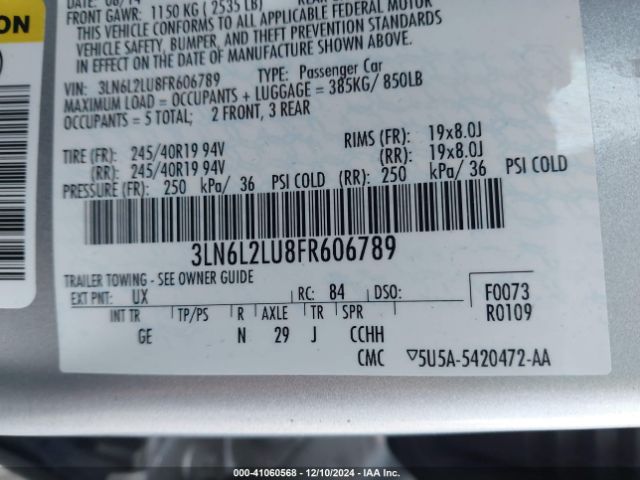 ON
DATE 08/14
FRONT GAWR: 1150 KG ( 2535 LB)
THIS VEHICLE CONFORMS TO ALL APPLICABLE FEDERAL MOTOR
VEHICLE SAFETY, BUMPER, AND THEFT PREVENTION STANDARDS
IN EFFECT ON THE DATE OF MANUFACTURE SHOWN ABOVE.
VIN: 3LN6L2LU8FR606789 TYPE: Passenger Car
MAXIMUM LOAD = OCCUPANTS + LUGGAGE = 385KG/ 850LB
OCCUPANTS = 5 TOTAL; 2 FRONT, 3 REAR
TIRE (FR): 245/40R19 94V RIMS (FR): 19x8.0J
(RR): 245/40R19 94V (RR): 19x8.0J
PRESSURE (FR): 250 kPa/ 36 PSI COLD (RR): 250 kPa/ 36 PSI COLD
3LN6L2LU8FR606789
TRAILER TOWING - SEE OWNER GUIDE
EXT PNT: UX RC: 84 DSO: F0073
INT TR TP/PS R AXLE TR SPR R0109
GE N 29 J CCHH
CMC ▽5U5A-5420472-AA
000-41060568 - 12/10/2024 - IAA Inc.